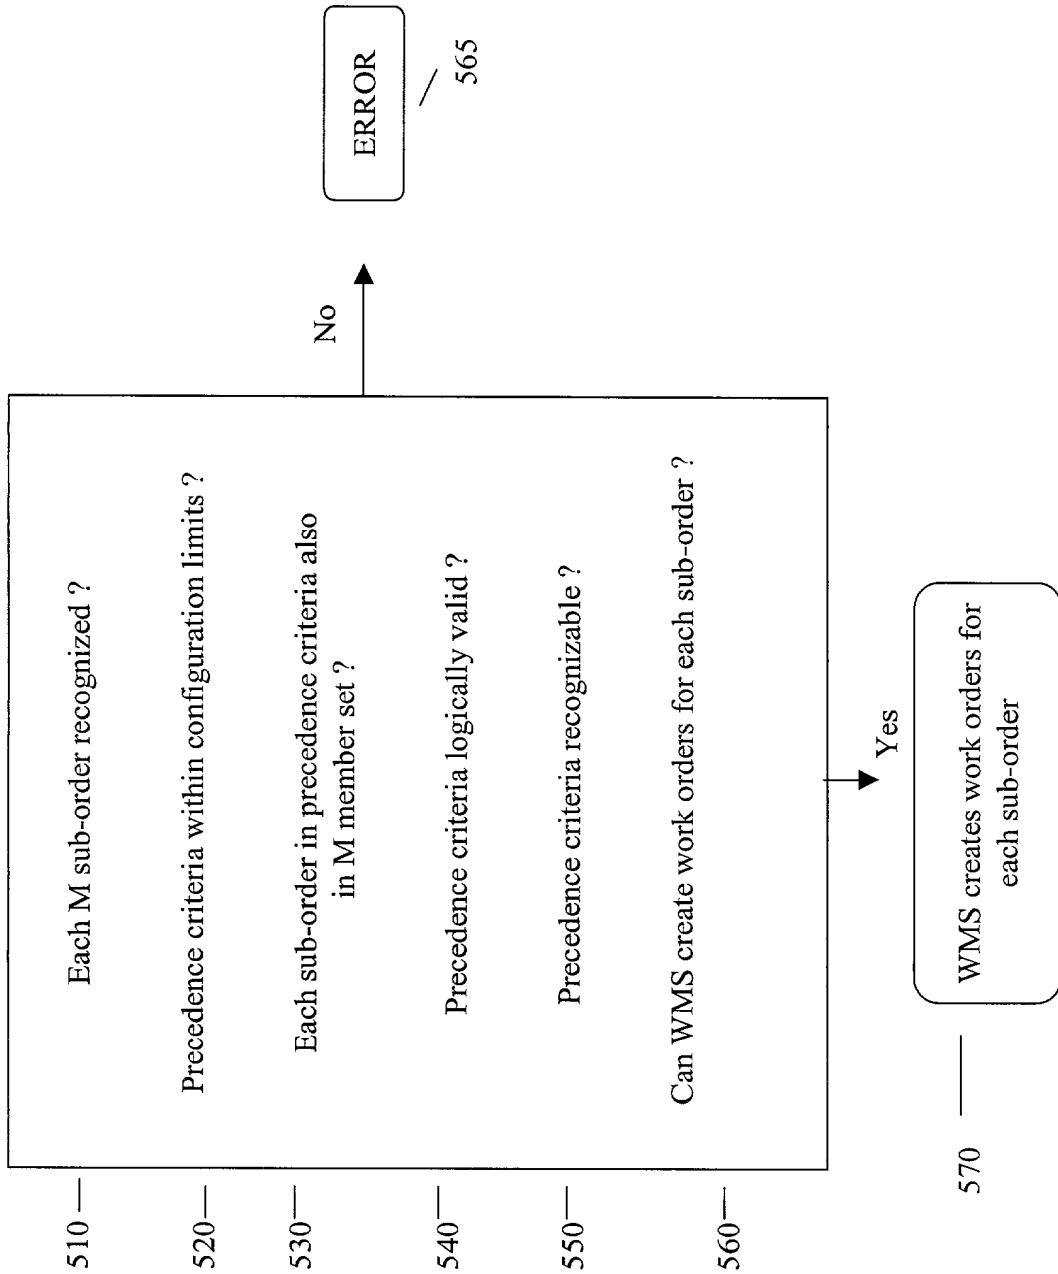 510
Each M sub-order recognized ?
520
Precedence criteria within configuration limits ?
530
Each sub-order in precedence criteria also
in M member set ?
540
Precedence criteria logically valid ?
550
Precedence criteria recognizable ?
560
Can WMS create work orders for each sub-order ?
No
ERROR
565
Yes
570
WMS creates work orders for
each sub-order